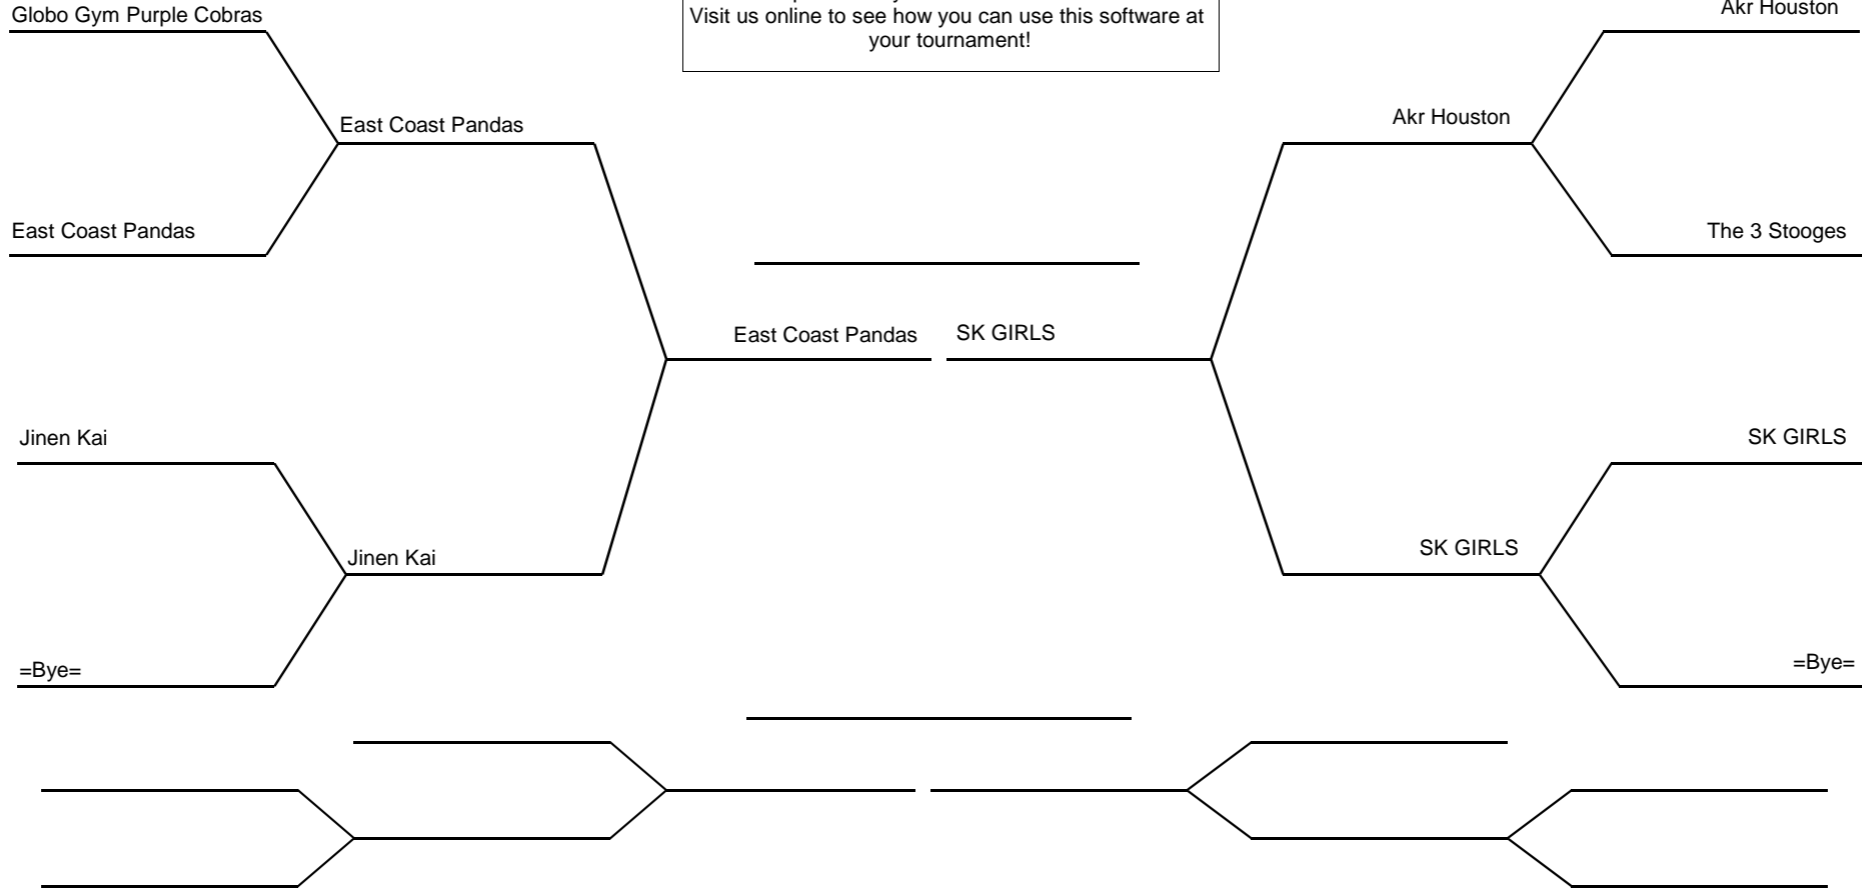 Globo Gym Purple Cobras
Visit us online to see how you can use this software at
your tournament!
Akr Houston
East Coast Pandas
Akr Houston
East Coast Pandas
The 3 Stooges
East Coast Pandas
SK GIRLS
Jinen Kai
SK GIRLS
Jinen Kai
SK GIRLS
=Bye=
=Bye=